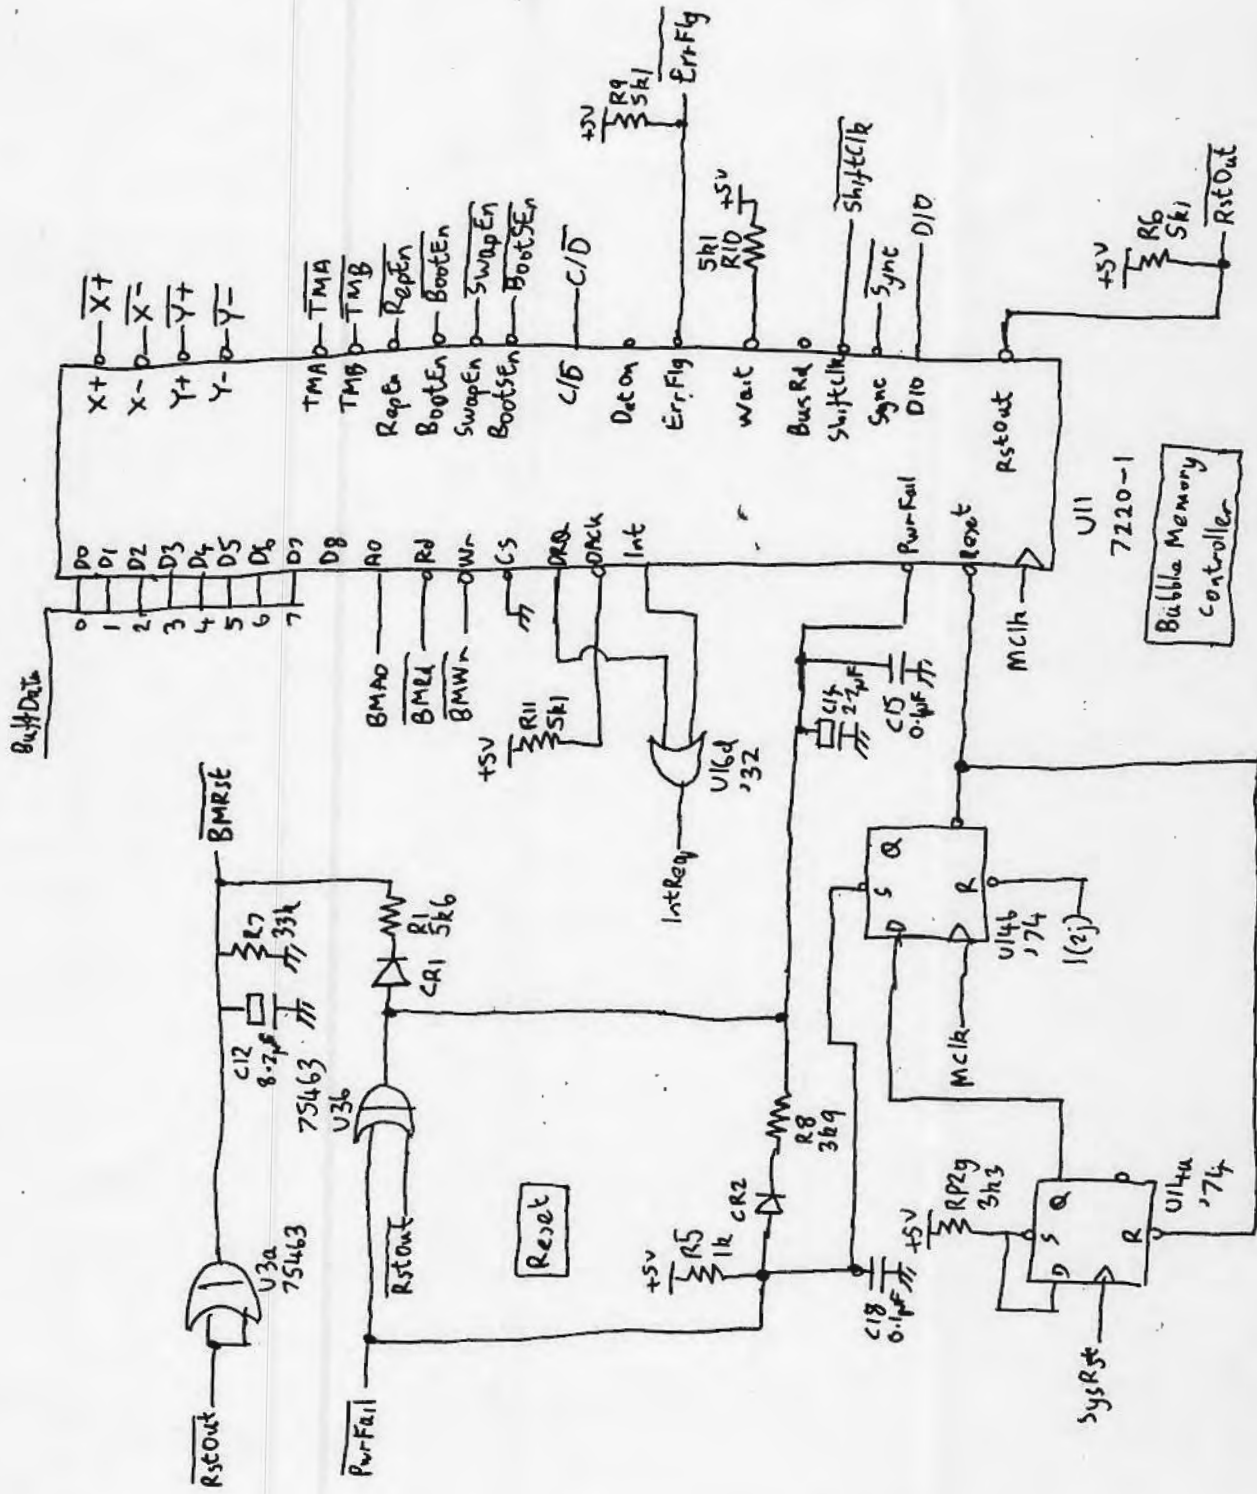 BuffData
0
1
2
3
4
5
6
7
D0
D1
D2
D3
D4
D5
D6
D7
D8
A0
Rd
Wr
CS
DRQ
DAck
Int
PwrFail
Reset
BMA0
BMRd
BMWr
+5V
R11
5k1
U16d
'32
IntReq
X+
X-
Y+
Y-
TMA
TMB
RepEn
BootEn
SwapEn
BootSEn
C/D
DetOn
ErrFlg
Wait
BusRd
ShiftClk
Sync
DIO
RstOut
X+
X-
Y+
Y-
TMA
TMB
RepEn
BootEn
SwapEn
BootSEn
C/D
+5V
R9
5k1
ErrFlg
5k1
R10
+5V
ShiftClk
Sync
DIO
+5V
R6
5k1
RstOut
MClk
U11
7220-1
Bubble Memory
Controller
RstOut
U3a
75463
C12
8.2µF
R7
33k
BMRst
PwrFail
RstOut
75463
U3b
CR1
R1
5k6
Reset
+5V
R5
1k
CR2
R8
3k9
C14
2.2µF
C15
0.1µF
C18
0.1µF
SysRst
+5V
RP2g
3k3
D
S
Q
R
U14a
'74
MClk
D
S
Q
R
U14b
'74
1(2j)